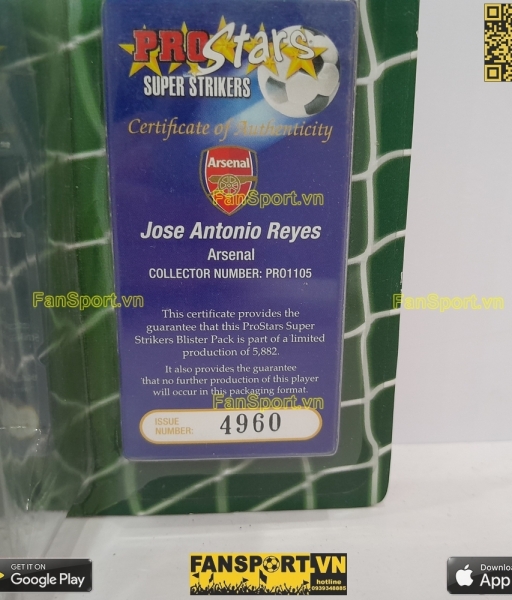 PRO Stars
SUPER STRIKERS
Certificate of Authenticity
Arsenal
FanSport.vn
Jose Antonio Reyes
Arsenal
COLLECTOR NUMBER: PRO1105
FanSport.vn
FanSport.vn
This certificate provides the
guarantee that this ProStars Super
Strikers Blister Pack is part of a limited
production of 5,882.
It also provides the guarantee
that no further production of this player
will occur in this packaging format.
FanSport.vn
ISSUE
NUMBER:
4960
GET IT ON
Google Play
FANSPORT.VN
hotline
0939348885
Downlo
App